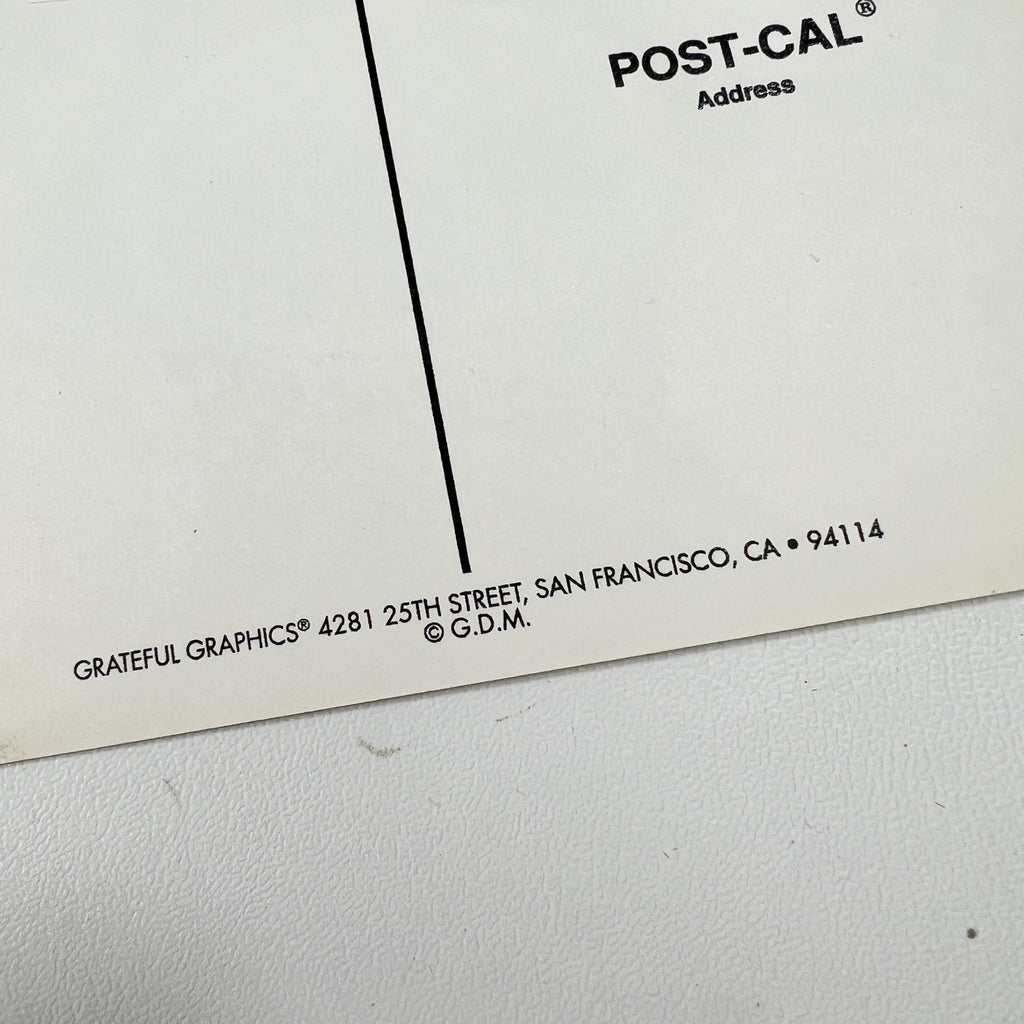 POST-CAL®
Address
GRATEFUL GRAPHICS® 4281 25TH STREET, SAN FRANCISCO, CA • 94114
© G.D.M.